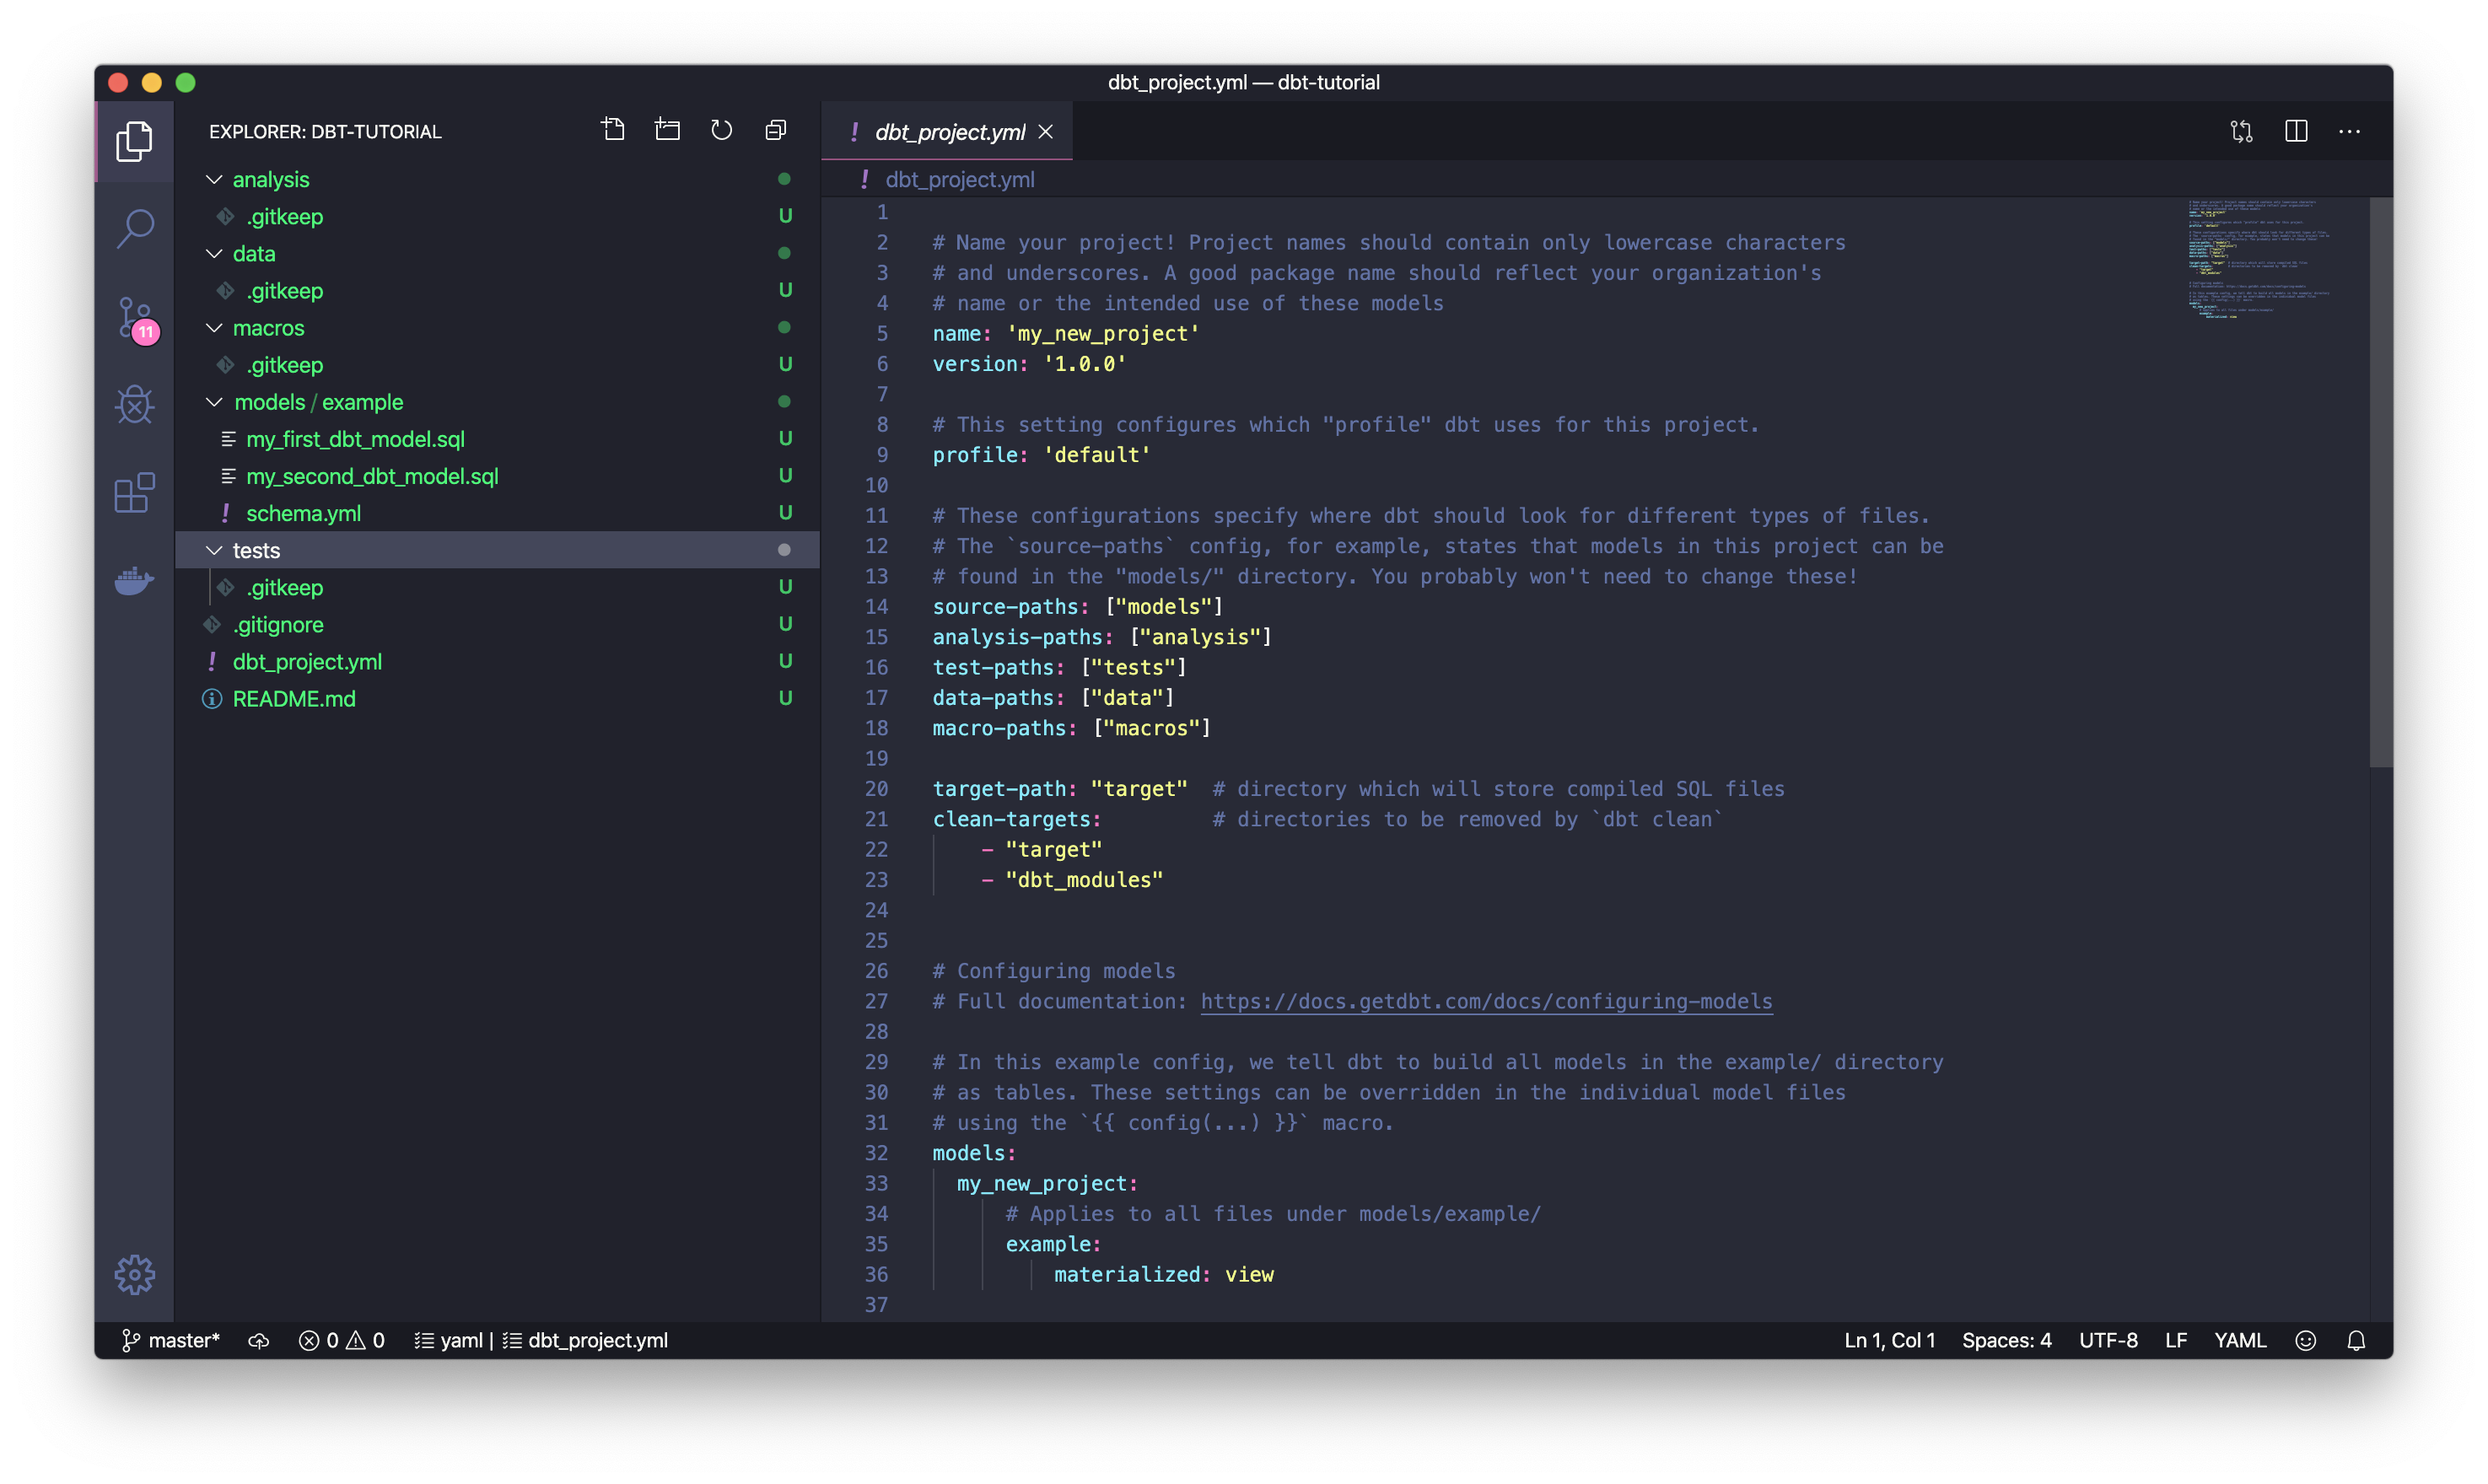 dbt_project.yml — dbt-tutorial
EXPLORER: DBT-TUTORIAL
analysis
.gitkeep U
data
.gitkeep U
macros
.gitkeep U
models / example
my_first_dbt_model.sql U
my_second_dbt_model.sql U
! schema.yml U
tests
.gitkeep U
.gitignore U
! dbt_project.yml U
README.md U
11
! dbt_project.yml
! dbt_project.yml
1
2 # Name your project! Project names should contain only lowercase characters
3 # and underscores. A good package name should reflect your organization's
4 # name or the intended use of these models
5 name: 'my_new_project'
6 version: '1.0.0'
7
8 # This setting configures which "profile" dbt uses for this project.
9 profile: 'default'
10
11 # These configurations specify where dbt should look for different types of files.
12 # The `source-paths` config, for example, states that models in this project can be
13 # found in the "models/" directory. You probably won't need to change these!
14 source-paths: ["models"]
15 analysis-paths: ["analysis"]
16 test-paths: ["tests"]
17 data-paths: ["data"]
18 macro-paths: ["macros"]
19
20 target-path: "target"  # directory which will store compiled SQL files
21 clean-targets:         # directories to be removed by `dbt clean`
22     - "target"
23     - "dbt_modules"
24
25
26 # Configuring models
27 # Full documentation: https://docs.getdbt.com/docs/configuring-models
28
29 # In this example config, we tell dbt to build all models in the example/ directory
30 # as tables. These settings can be overridden in the individual model files
31 # using the `{{ config(...) }}` macro.
32 models:
33   my_new_project:
34       # Applies to all files under models/example/
35       example:
36           materialized: view
37
master* 0 0 yaml | dbt_project.yml Ln 1, Col 1 Spaces: 4 UTF-8 LF YAML